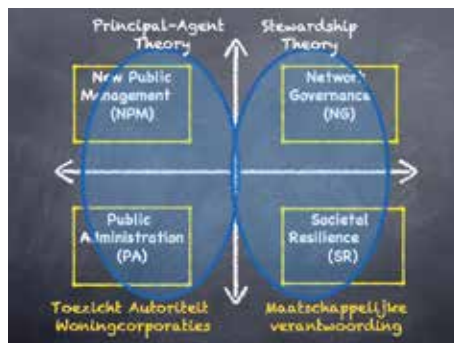 Principal-Agent
Theory
Stewardship
Theory
New Public
Management
(NPM)
Network
Governance
(NG)
Public
Administration
(PA)
Societal
Resilience
(SR)
Toezicht Autoriteit
Woningcorporaties
Maatschappelijke
verantwoording